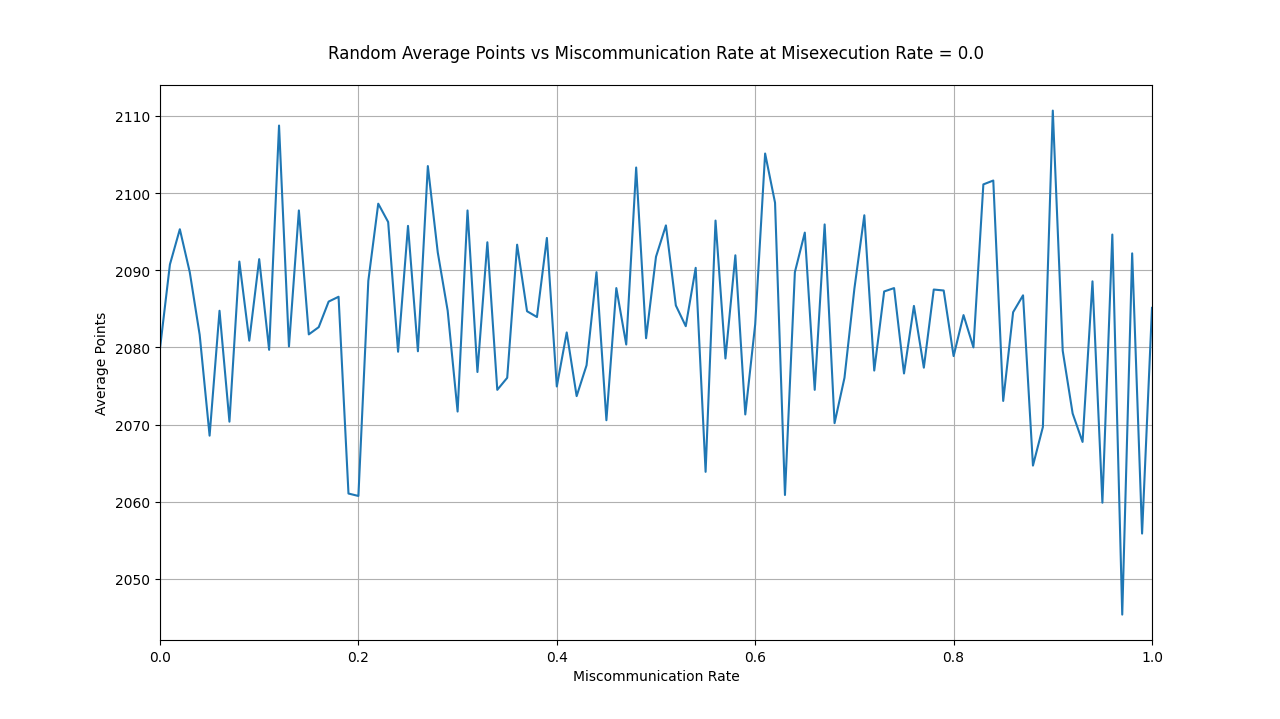 Random Average Points vs Miscommunication Rate at Misexecution Rate = 0.0
2110
2100
2090
2080
2070
2060
2050
Average Points
0.0 0.2 0.4 0.6 0.8 1.0
Miscommunication Rate